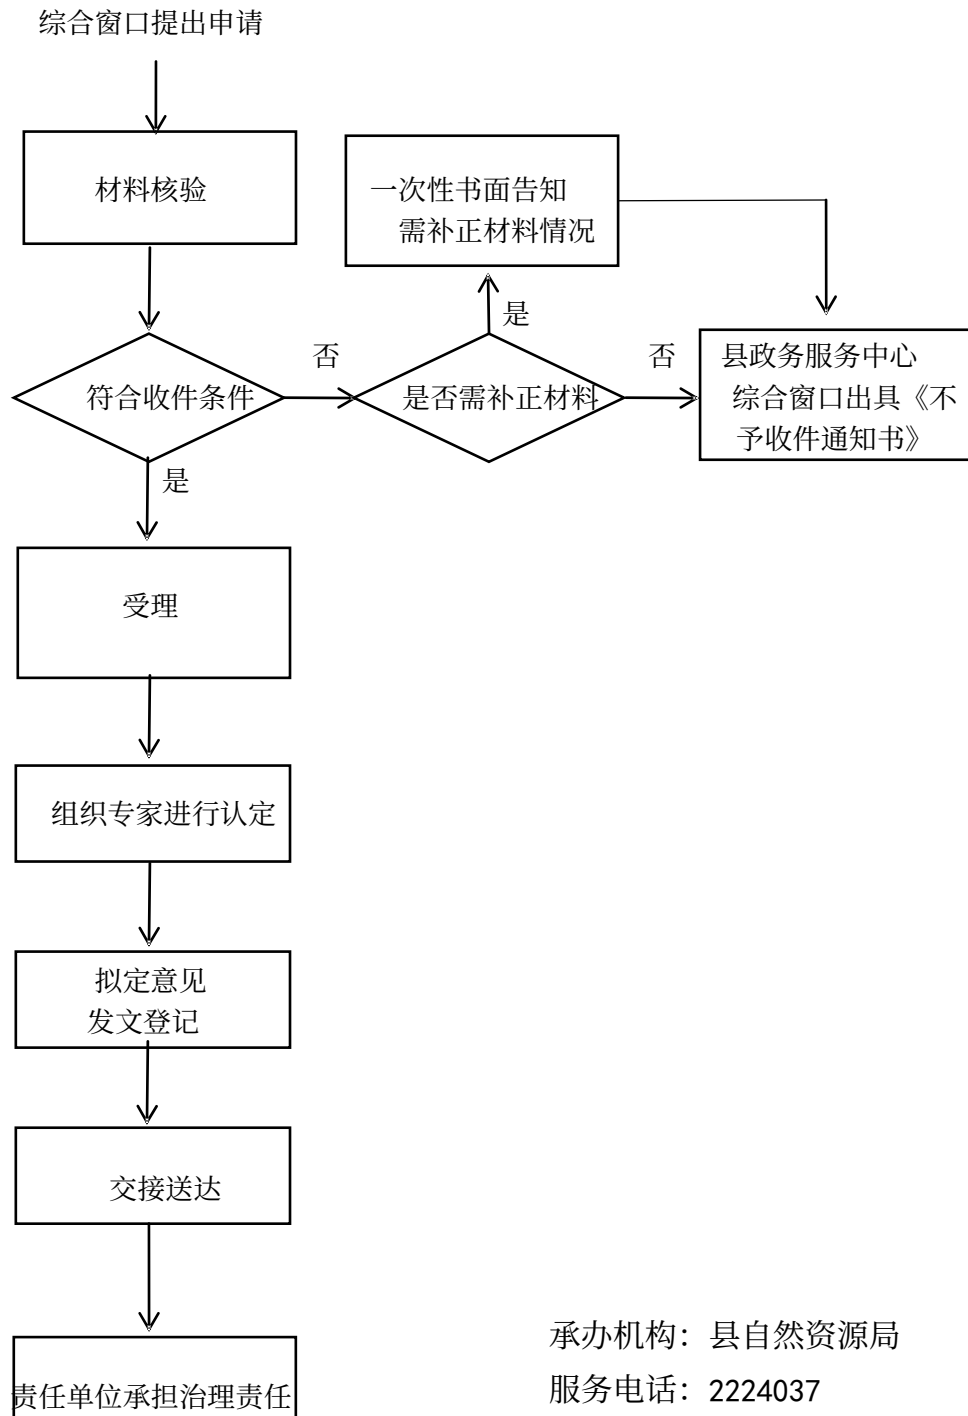 综合窗口提出申请
材料核验
一次性书面告知
需补正材料情况
是
否
否
符合收件条件
是否需补正材料
县政务服务中心
综合窗口出具《不
予收件通知书》
是
受理
组织专家进行认定
拟定意见
发文登记
交接送达
责任单位承担治理责任
承办机构：县自然资源局
服务电话：2224037